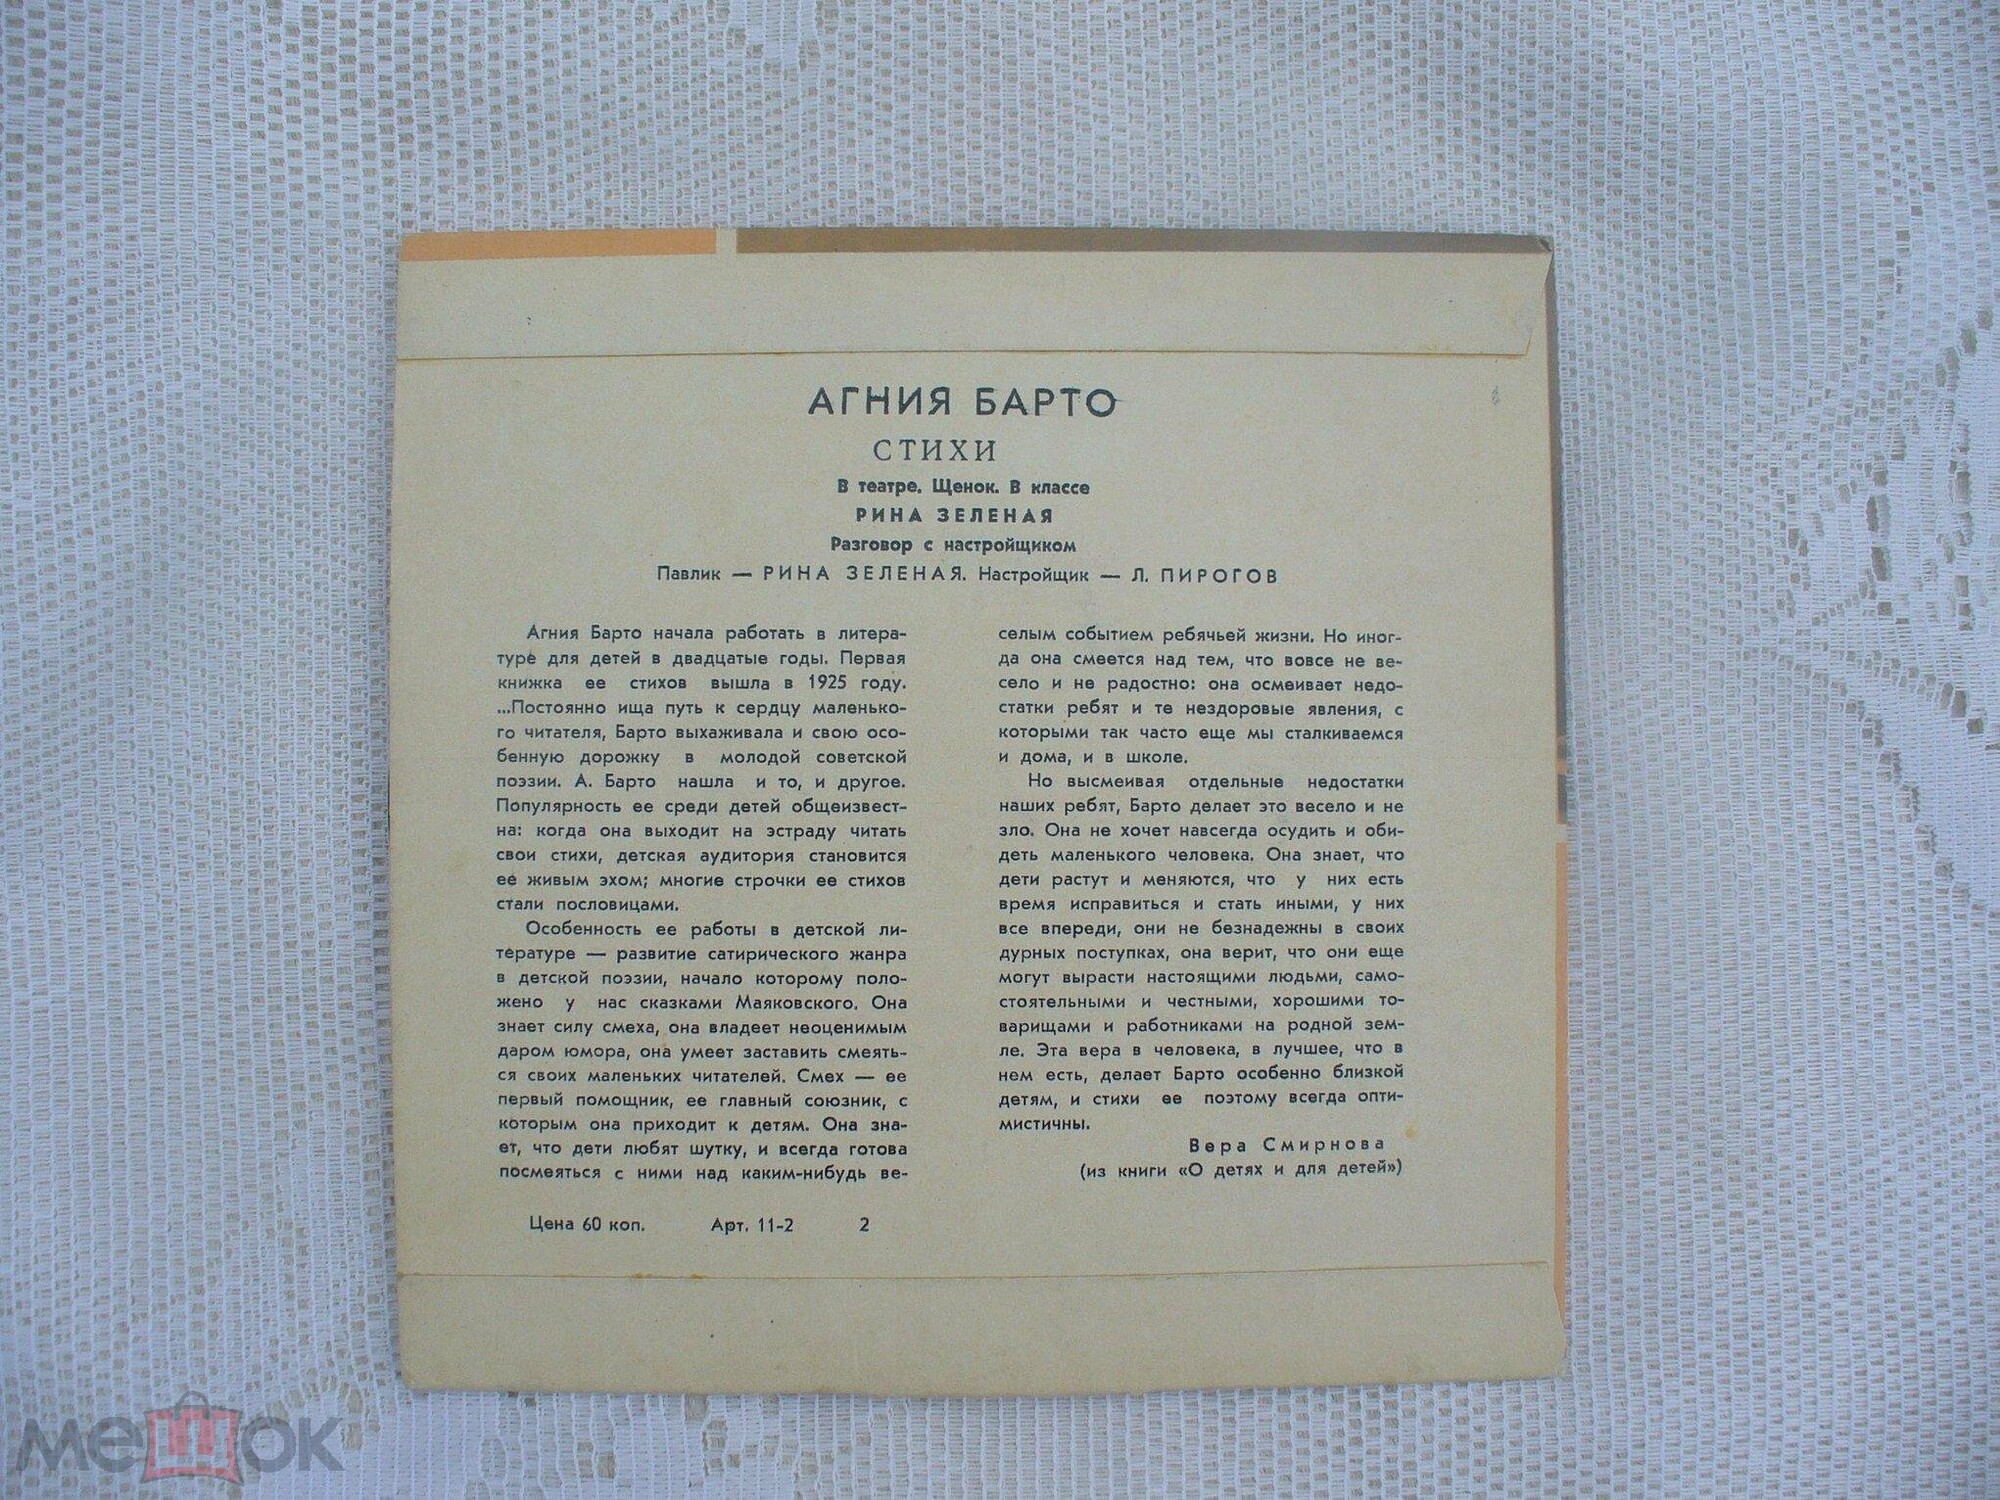 АГНИЯ БАРТО
СТИХИ
В театре. Щенок. В классе
РИНА ЗЕЛЕНАЯ
Разговор с настройщиком
Павлик — РИНА ЗЕЛЕНАЯ. Настройщик — Л. ПИРОГОВ
Агния Барто начала работать в литера-
туре для детей в двадцатые годы. Первая
книжка ее стихов вышла в 1925 году.
...Постоянно ища путь к сердцу маленько-
го читателя, Барто выхаживала и свою осо-
бенную дорожку в молодой советской
поэзии. А. Барто нашла и то, и другое.
Популярность ее среди детей общеизвест-
на: когда она выходит на эстраду читать
свои стихи, детская аудитория становится
ее живым эхом; многие строчки ее стихов
стали пословицами.
Особенность ее работы в детской ли-
тературе — развитие сатирического жанра
в детской поэзии, начало которому поло-
жено у нас сказками Маяковского. Она
знает силу смеха, она владеет неоценимым
даром юмора, она умеет заставить смеять-
ся своих маленьких читателей. Смех — ее
первый помощник, ее главный союзник, с
которым она приходит к детям. Она зна-
ет, что дети любят шутку, и всегда готова
посмеяться с ними над каким-нибудь ве-
селым событием ребячьей жизни. Но иног-
да она смеется над тем, что вовсе не ве-
село и не радостно: она осмеивает недо-
статки ребят и те нездоровые явления, с
которыми так часто еще мы сталкиваемся
и дома, и в школе.
Но высмеивая отдельные недостатки
наших ребят, Барто делает это весело и не
зло. Она не хочет навсегда осудить и оби-
деть маленького человека. Она знает, что
дети растут и меняются, что у них есть
время исправиться и стать иными, у них
все впереди, они не безнадежны в своих
дурных поступках, она верит, что они еще
могут вырасти настоящими людьми, само-
стоятельными и честными, хорошими то-
варищами и работниками на родной зем-
ле. Эта вера в человека, в лучшее, что в
нем есть, делает Барто особенно близкой
детям, и стихи ее поэтому всегда опти-
мистичны.
Вера Смирнова
(из книги «О детях и для детей»)
Цена 60 коп. Арт. 11-2 2
мешок